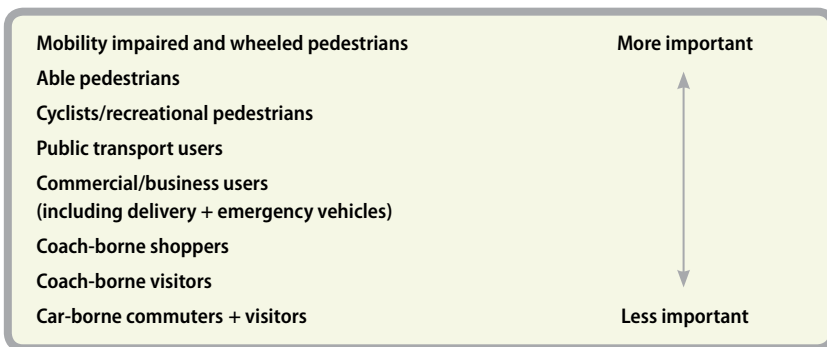 Mobility impaired and wheeled pedestrians More important
Able pedestrians
Cyclists/recreational pedestrians
Public transport users
Commercial/business users
(including delivery + emergency vehicles)
Coach-borne shoppers
Coach-borne visitors
Car-borne commuters + visitors Less important